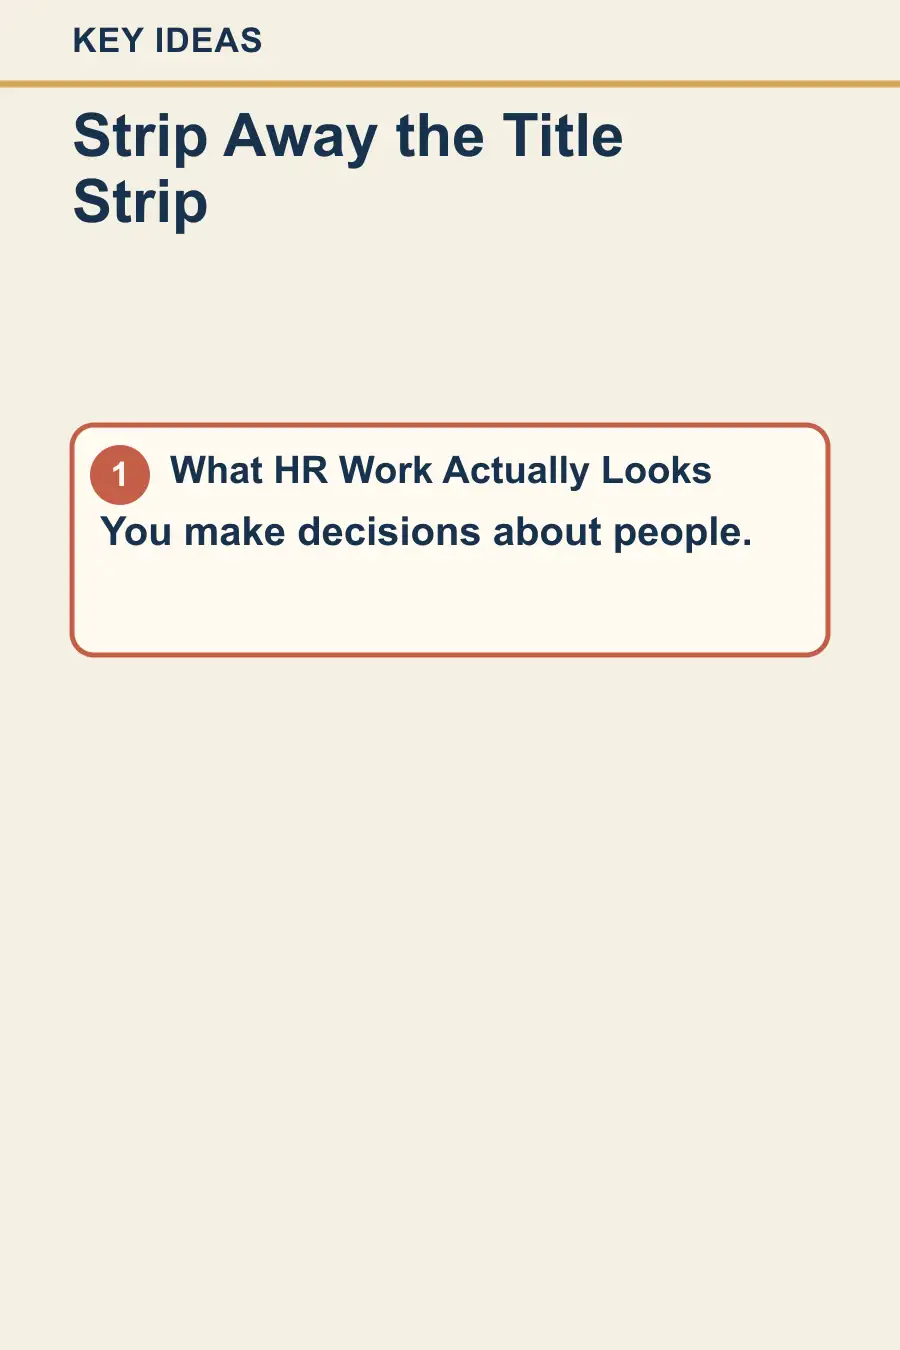 KEY IDEAS
Strip Away the Title
Strip
1 What HR Work Actually Looks
You make decisions about people.